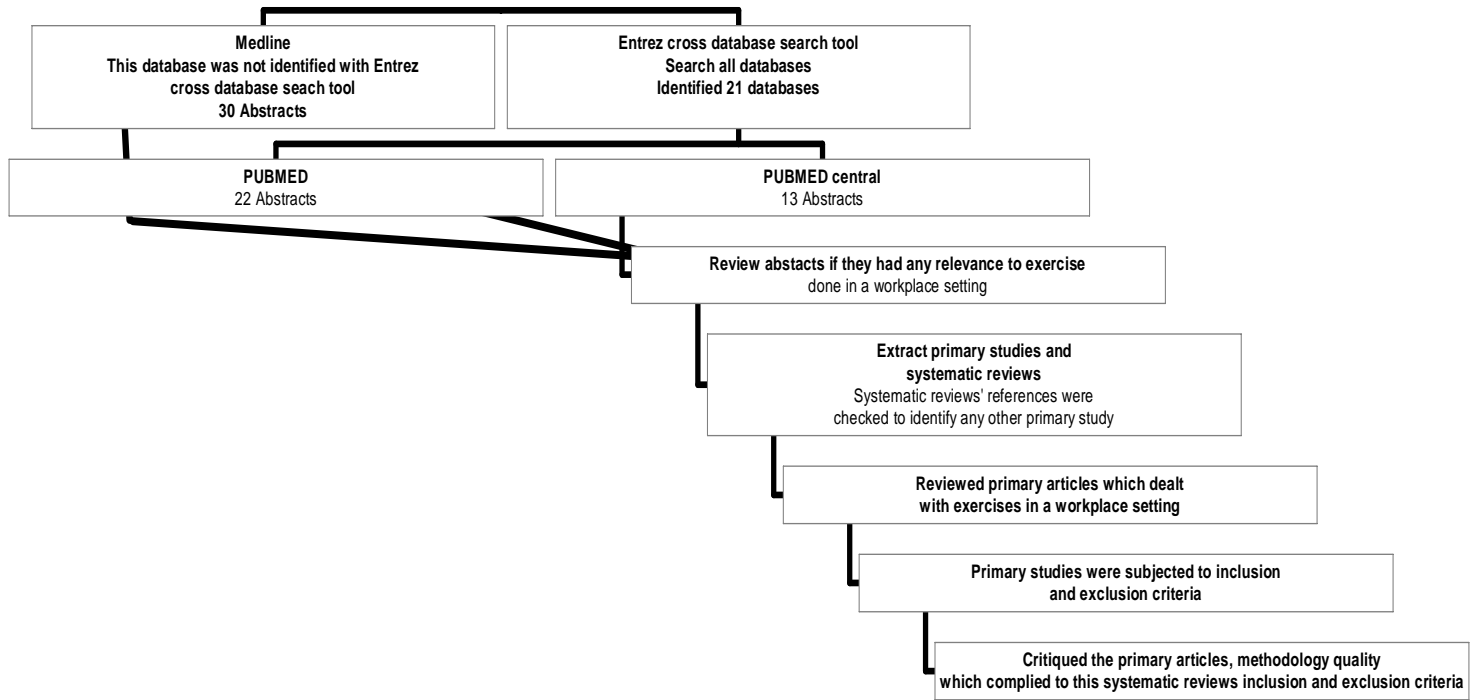 Medline
This database was not identified with Entrez
cross database seach tool
30 Abstracts
Entrez cross database search tool
Search all databases
Identified 21 databases
PUBMED
22 Abstracts
PUBMED central
13 Abstracts
Review abstacts if they had any relevance to exercise
done in a workplace setting
Extract primary studies and
systematic reviews
Systematic reviews' references were
checked to identify any other primary study
Reviewed primary articles which dealt
with exercises in a workplace setting
Primary studies were subjected to inclusion
and exclusion criteria
Critiqued the primary articles, methodology quality
which complied to this systematic reviews inclusion and exclusion criteria